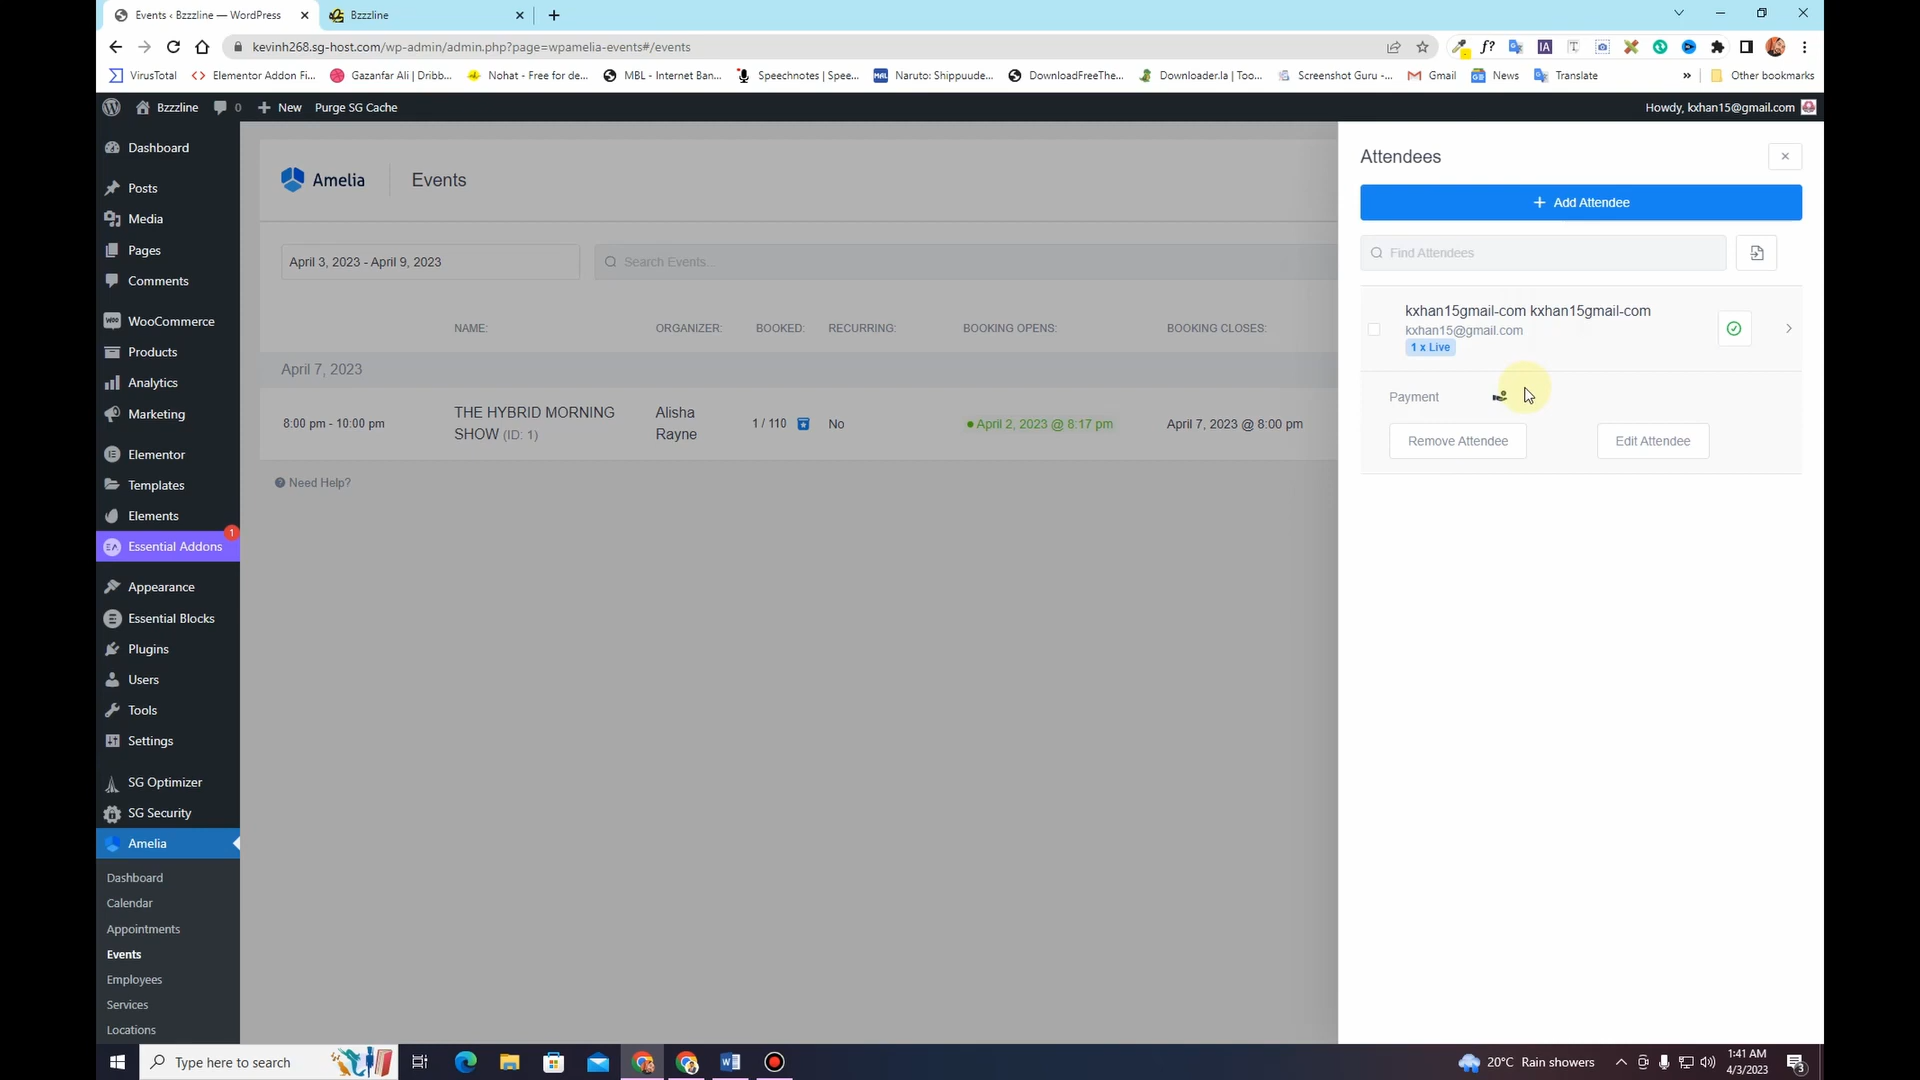 Events ‹ Bzzzline — WordPress
Bzzzline
kevinh268.sg-host.com/wp-admin/admin.php?page=wpamelia-events#/events
VirusTotal
Elementor Addon Fi...
Gazanfar Ali | Dribb...
Nohat - Free for de...
MBL - Internet Ban...
Speechnotes | Spee...
Naruto: Shippuude...
DownloadFreeThe...
Downloader.la | Too...
Screenshot Guru -...
Gmail
News
Translate
»
Other bookmarks
Bzzzline
0
New
Purge SG Cache
Howdy, kxhan15@gmail.com
Dashboard
Posts
Media
Pages
Comments
WooCommerce
Products
Analytics
Marketing
Elementor
Templates
Elements
Essential Addons
1
Appearance
Essential Blocks
Plugins
Users
Tools
Settings
SG Optimizer
SG Security
Amelia
Dashboard
Calendar
Appointments
Events
Employees
Services
Locations
Amelia
Events
April 3, 2023 - April 9, 2023
Search Events...
NAME:
ORGANIZER:
BOOKED:
RECURRING:
BOOKING OPENS:
BOOKING CLOSES:
April 7, 2023
8:00 pm - 10:00 pm
THE HYBRID MORNING
SHOW (ID: 1)
Alisha
Rayne
1 / 110
No
April 2, 2023 @ 8:17 pm
April 7, 2023 @ 8:00 pm
Need Help?
Attendees
Add Attendee
Find Attendees
kxhan15gmail-com kxhan15gmail-com
kxhan15@gmail.com
1 x Live
Payment
Remove Attendee
Edit Attendee
Type here to search
20°C Rain showers
1:41 AM
4/3/2023
3